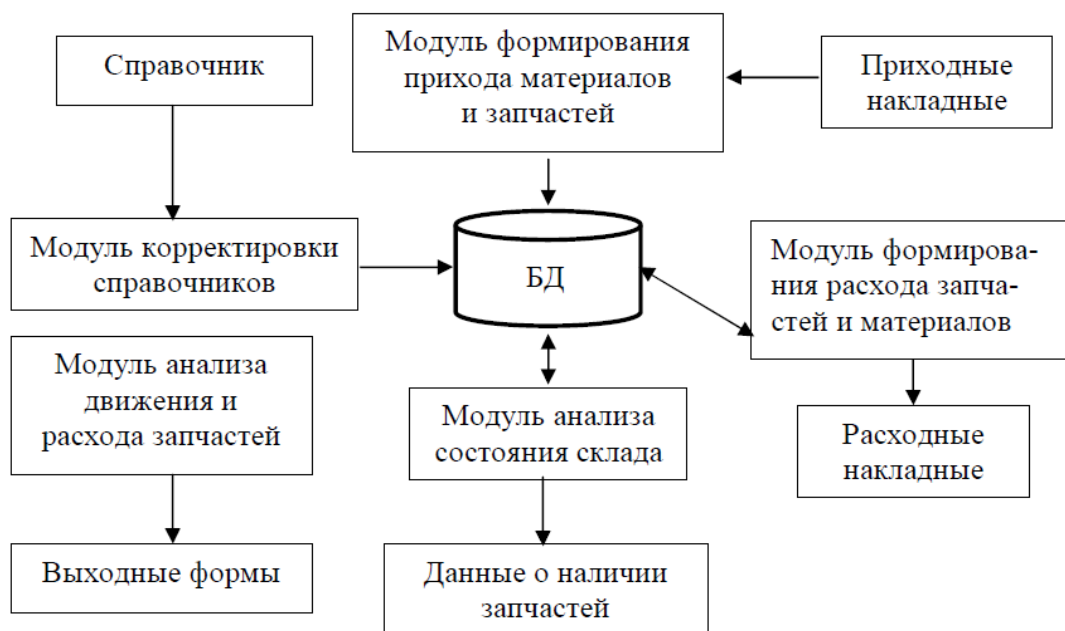 Справочник
Модуль формирования
прихода материалов
и запчастей
Приходные
накладные
Модуль корректировки
справочников
БД
Модуль формирова-
ния расхода запча-
стей и материалов
Модуль анализа
движения и
расхода запчастей
Модуль анализа
состояния склада
Расходные
накладные
Выходные формы
Данные о наличии
запчастей